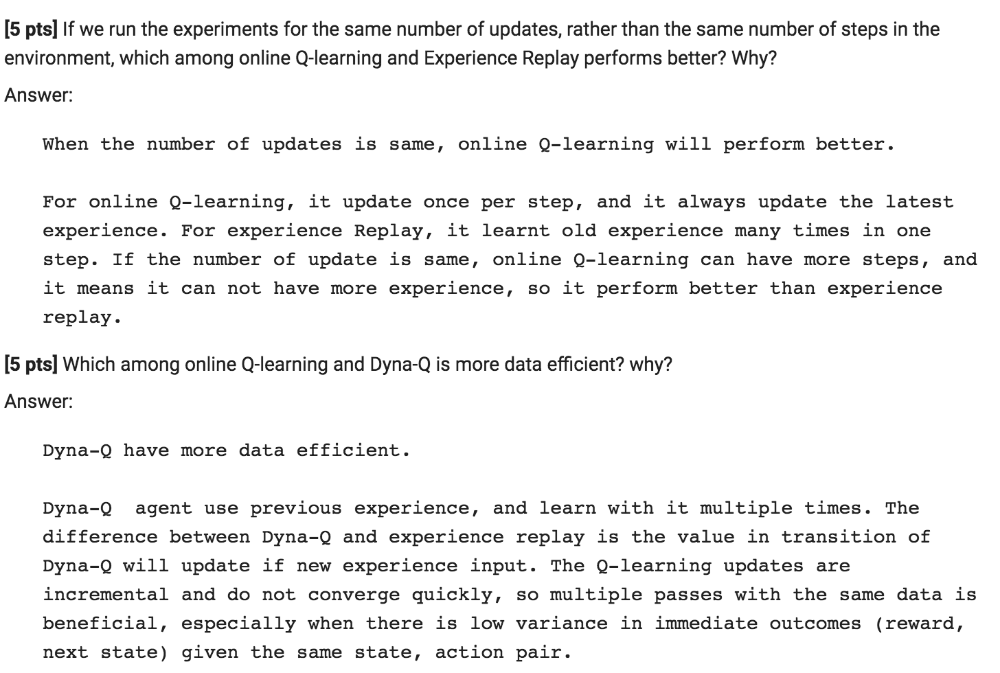 [5 pts] If we run the experiments for the same number of updates, rather than the same number of steps in the
environment, which among online Q-learning and Experience Replay performs better? Why?
Answer:
When the number of updates is same, online Q-learning will perform better.
For online Q-learning, it update once per step, and it always update the latest
experience. For experience Replay, it learnt old experience many times in one
step. If the number of update is same, online Q-learning can have more steps, and
it means it can not have more experience, so it perform better than experience
replay.
[5 pts] Which among online Q-learning and Dyna-Q is more data efficient? why?
Answer:
Dyna-Q have more data efficient.
Dyna-Q  agent use previous experience, and learn with it multiple times. The
difference between Dyna-Q and experience replay is the value in transition of
Dyna-Q will update if new experience input. The Q-learning updates are
incremental and do not converge quickly, so multiple passes with the same data is
beneficial, especially when there is low variance in immediate outcomes (reward,
next state) given the same state, action pair.